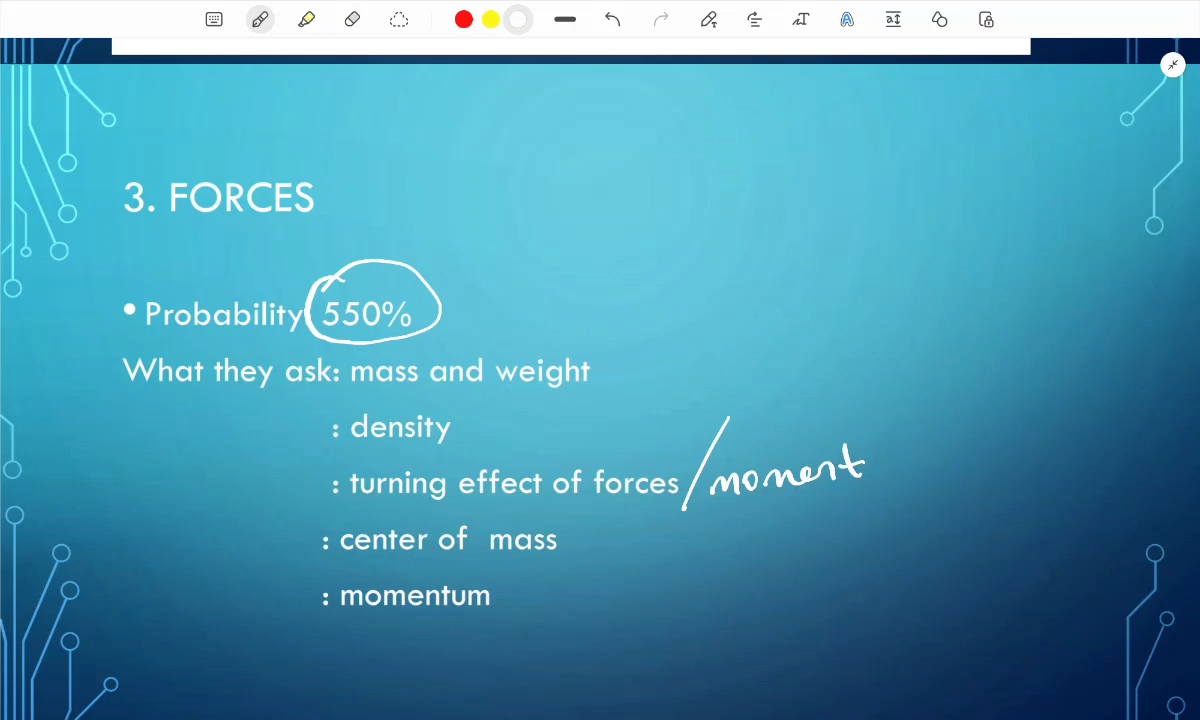 3. FORCES
• Probability 550%
What they ask: mass and weight
: density
: turning effect of forces / moment
: center of mass
: momentum